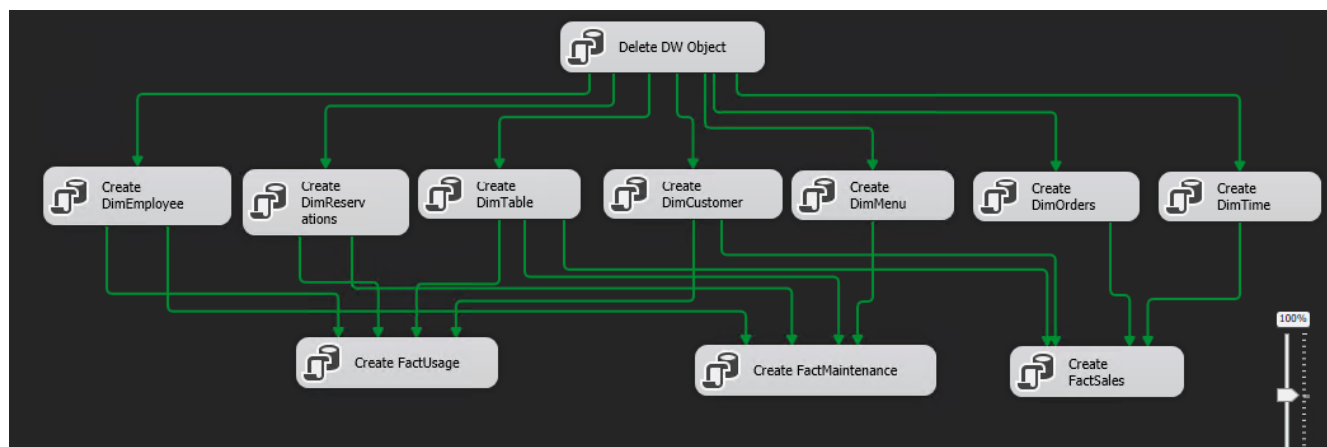 Delete DW Object
Create
DimEmployee
Create
DimReserv
ations
Create
DimTable
Create
DimCustomer
Create
DimMenu
Create
DimOrders
Create
DimTime
100%
Create FactUsage
Create FactMaintenance
Create
FactSales